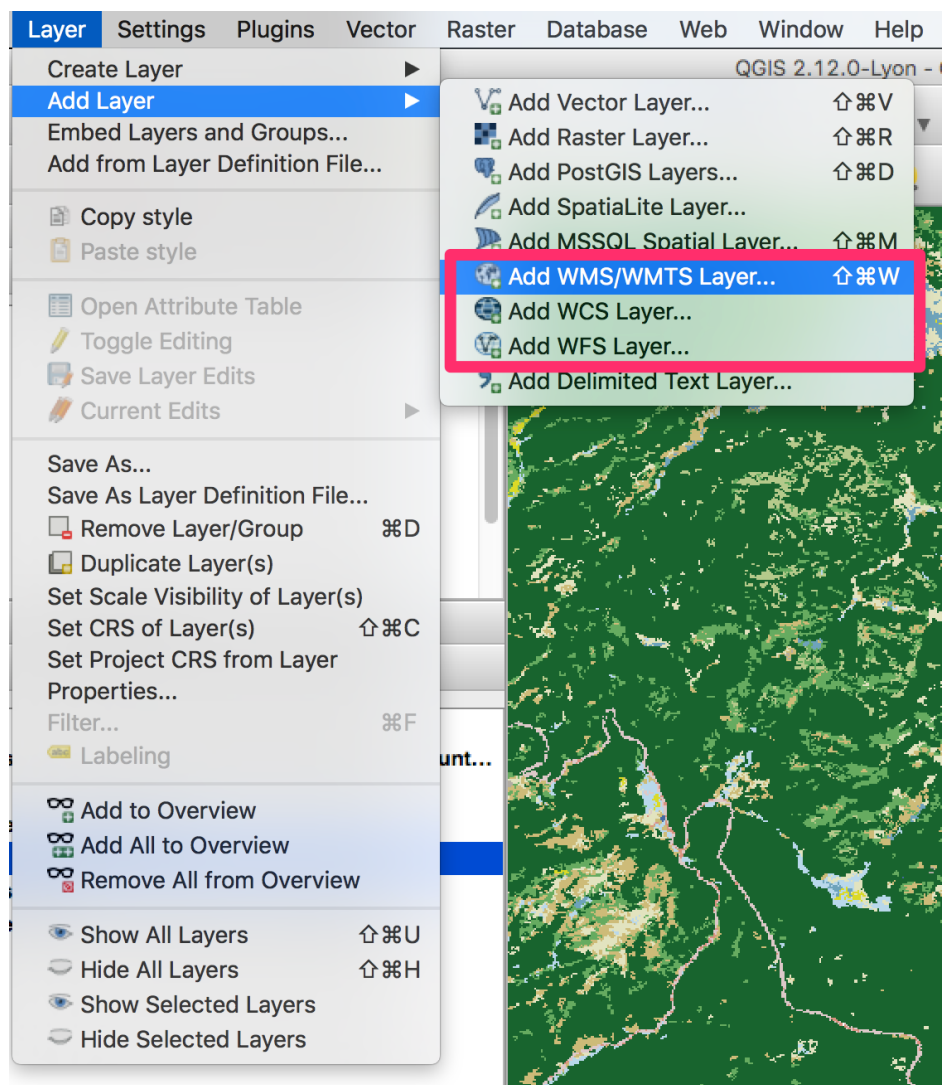 Layer Settings Plugins Vector Raster Database Web Window Help
QGIS 2.12.0-Lyon -
Create Layer
Add Layer
Embed Layers and Groups...
Add from Layer Definition File...
Copy style
Paste style
Open Attribute Table
Toggle Editing
Save Layer Edits
Current Edits
Save As...
Save As Layer Definition File...
Remove Layer/Group ⌘D
Duplicate Layer(s)
Set Scale Visibility of Layer(s)
Set CRS of Layer(s) ⇧⌘C
Set Project CRS from Layer
Properties...
Filter... ⌘F
Labeling
Add to Overview
Add All to Overview
Remove All from Overview
Show All Layers ⇧⌘U
Hide All Layers ⇧⌘H
Show Selected Layers
Hide Selected Layers
Add Vector Layer... ⇧⌘V
Add Raster Layer... ⇧⌘R
Add PostGIS Layers... ⇧⌘D
Add SpatiaLite Layer...
Add MSSQL Spatial Layer... ⇧⌘M
Add WMS/WMTS Layer... ⇧⌘W
Add WCS Layer...
Add WFS Layer...
Add Delimited Text Layer...
unt...